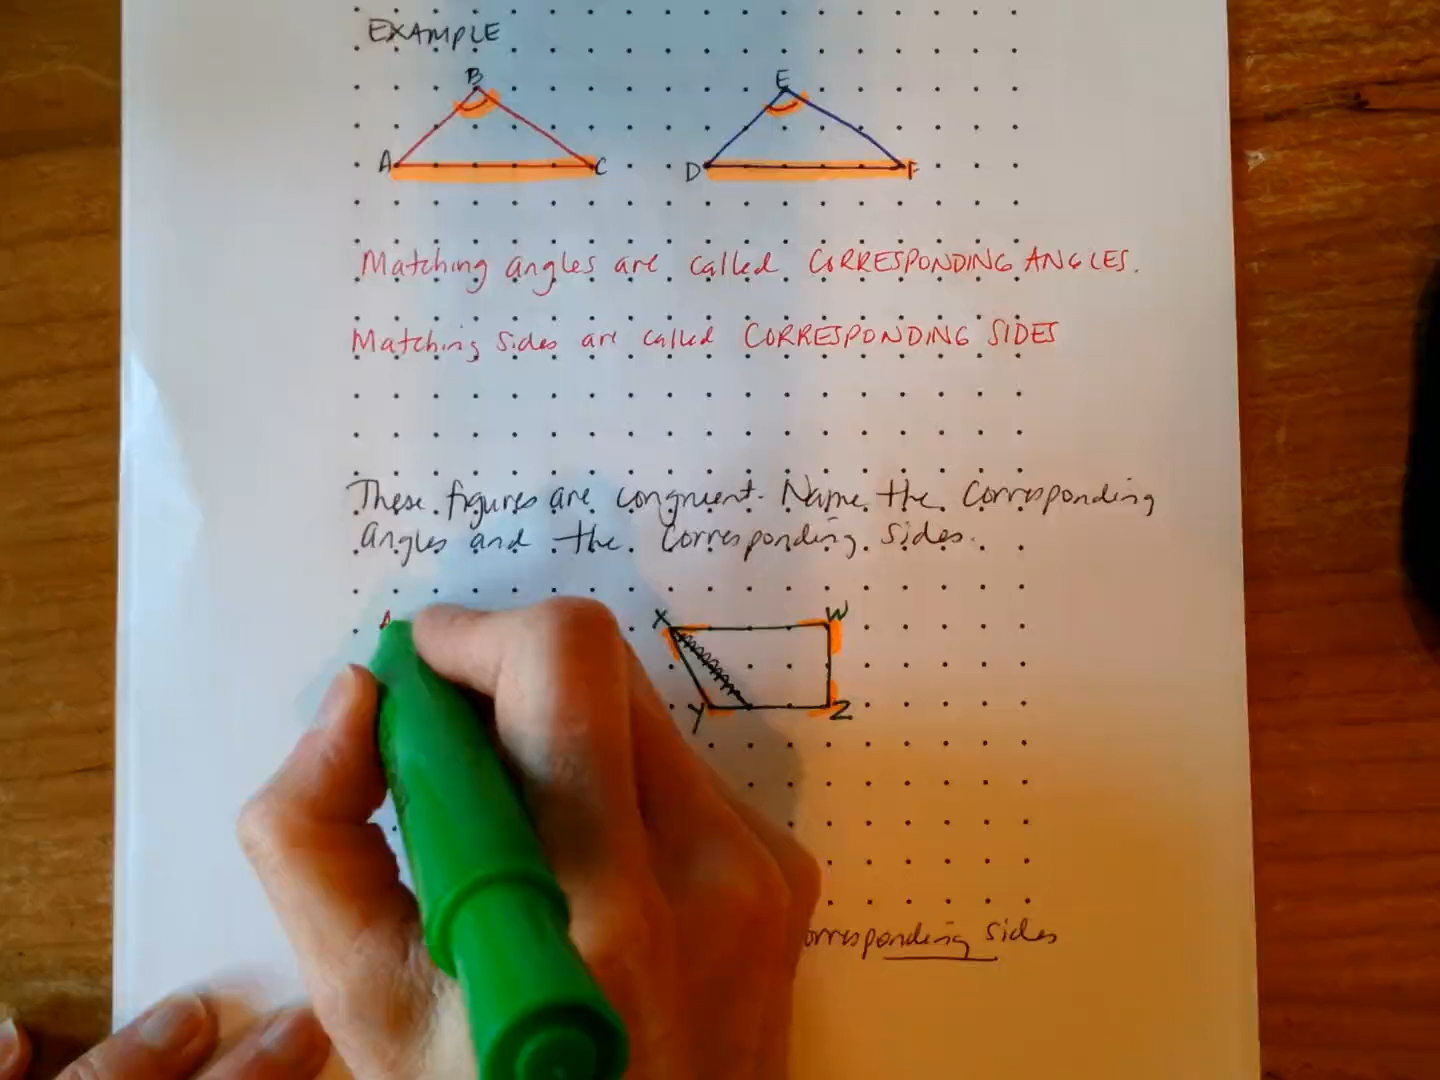 EXAMPLE
B
E
A
C
D
F
Matching angles are called CORRESPONDING ANGLES.
Matching Sides are called CORRESPONDING SIDES
These figures are congruent. Name the Corresponding
Angles and the Corresponding Sides.
A
X
W
Y
Z
orresponding sides